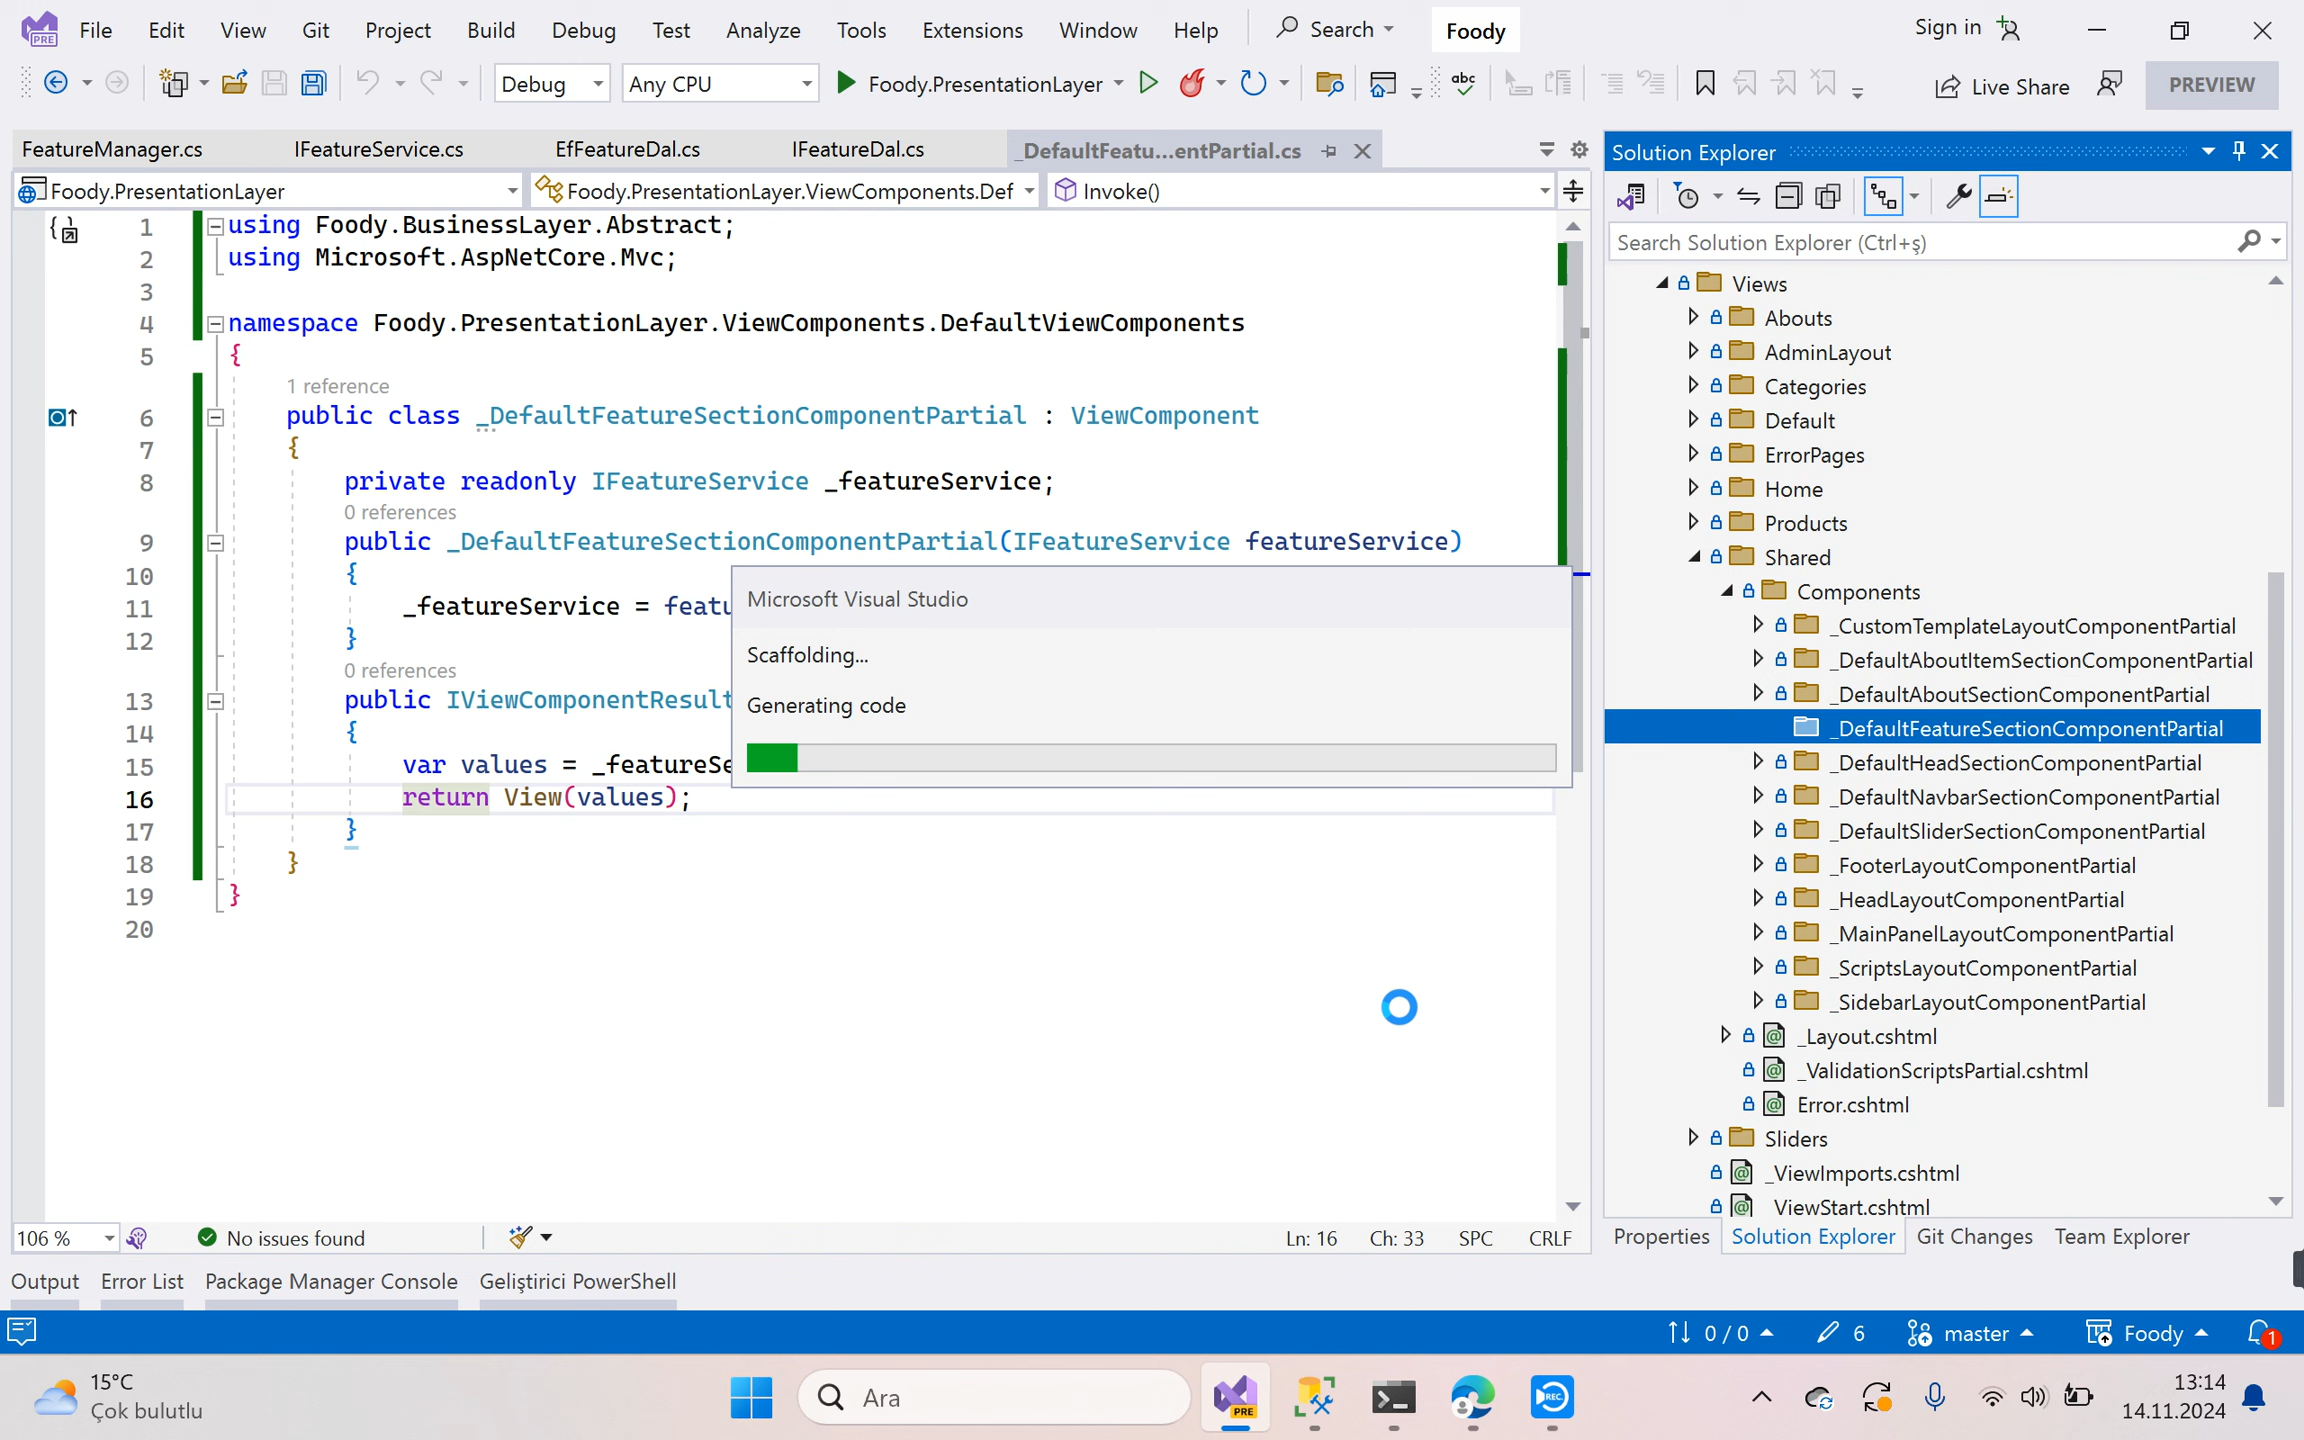 PRE File Edit View Git Project Build Debug Test Analyze Tools Extensions Window Help Search Foody Sign in
Debug Any CPU Foody.PresentationLayer abc Live Share PREVIEW
FeatureManager.cs IFeatureService.cs EfFeatureDal.cs IFeatureDal.cs _DefaultFeatu...entPartial.cs
Foody.PresentationLayer Foody.PresentationLayer.ViewComponents.Def Invoke()
1 using Foody.BusinessLayer.Abstract;
2 using Microsoft.AspNetCore.Mvc;
3
4 namespace Foody.PresentationLayer.ViewComponents.DefaultViewComponents
5 {
1 reference
6 public class _DefaultFeatureSectionComponentPartial : ViewComponent
7 {
8 private readonly IFeatureService _featureService;
0 references
9 public _DefaultFeatureSectionComponentPartial(IFeatureService featureService)
10 {
11 _featureService = featu
12 }
0 references
13 public IViewComponentResult
14 {
15 var values = _featureSe
16 return View(values);
17 }
18 }
19 }
20
Microsoft Visual Studio
Scaffolding...
Generating code
106 % No issues found Ln: 16 Ch: 33 SPC CRLF
Solution Explorer
Search Solution Explorer (Ctrl+ş)
Views
Abouts
AdminLayout
Categories
Default
ErrorPages
Home
Products
Shared
Components
_CustomTemplateLayoutComponentPartial
_DefaultAboutItemSectionComponentPartial
_DefaultAboutSectionComponentPartial
_DefaultFeatureSectionComponentPartial
_DefaultHeadSectionComponentPartial
_DefaultNavbarSectionComponentPartial
_DefaultSliderSectionComponentPartial
_FooterLayoutComponentPartial
_HeadLayoutComponentPartial
_MainPanelLayoutComponentPartial
_ScriptsLayoutComponentPartial
_SidebarLayoutComponentPartial
_Layout.cshtml
_ValidationScriptsPartial.cshtml
Error.cshtml
Sliders
_ViewImports.cshtml
ViewStart.cshtml
Properties Solution Explorer Git Changes Team Explorer
Output Error List Package Manager Console Geliştirici PowerShell
0 / 0 6 master Foody 1
15°C
Çok bulutlu
Ara
PRE
REC
13:14
14.11.2024